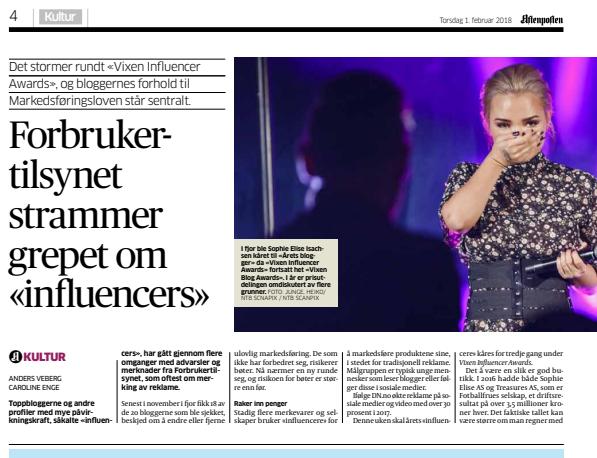 4
Kultur
Torsdag 1. februar 2018 Aftenposten
Det stormer rundt «Vixen Influencer
Awards», og bloggernes forhold til
Markedsføringsloven står sentralt.
Forbruker-
tilsynet
strammer
grepet om
«influencers»
I fjor ble Sophie Elise Isach-
sen kåret til «Årets blog-
ger» da «Vixen Influencer
Awards» fortsatt het «Vixen
Blog Awards». I år er prisut-
delingen omdiskutert av flere
grunner. FOTO: JUNGE, HEIKO/
NTB SCNAPIX / NTB SCANPIX
KULTUR
ANDERS VEBERG
CAROLINE ENGE
Toppbloggerne og andre
profiler med mye påvir-
kningskraft, såkalte «influen-
cers», har gått gjennom flere
omganger med advarsler og
merknader fra Forbrukertil-
synet, som oftest om mer-
king av reklame.
Senest i november i fjor fikk 18 av
de 20 bloggerne som ble sjekket,
beskjed om å endre eller fjerne
ulovlig markedsføring. De som
ikke har forbedret seg, risikerer
bøter. Nå nærmer en ny runde
seg, og risikoen for bøter er stør-
re enn før.
Raker inn penger
Stadig flere merkevarer og sel-
skaper bruker «influencere» for
å markedsføre produktene sine,
i stedet for tradisjonell reklame.
Målgruppen er typisk unge men-
nesker som leser blogger eller føl-
ger disse i sosiale medier.
Ifølge DN.no økte reklame på so-
siale medier og video med over 30
prosent i 2017.
Denne uken skal årets «influen-
cere» kåres for tredje gang under
Vixen Influencer Awards.
Det å være en slik er god bu-
tikk. I 2016 hadde både Sophie
Elise AS og Treasures AS, som er
Fotballfrues selskap, et driftsre-
sultat på over 3,5 millioner kro-
ner hver. Det faktiske tallet kan
være større om man regner med